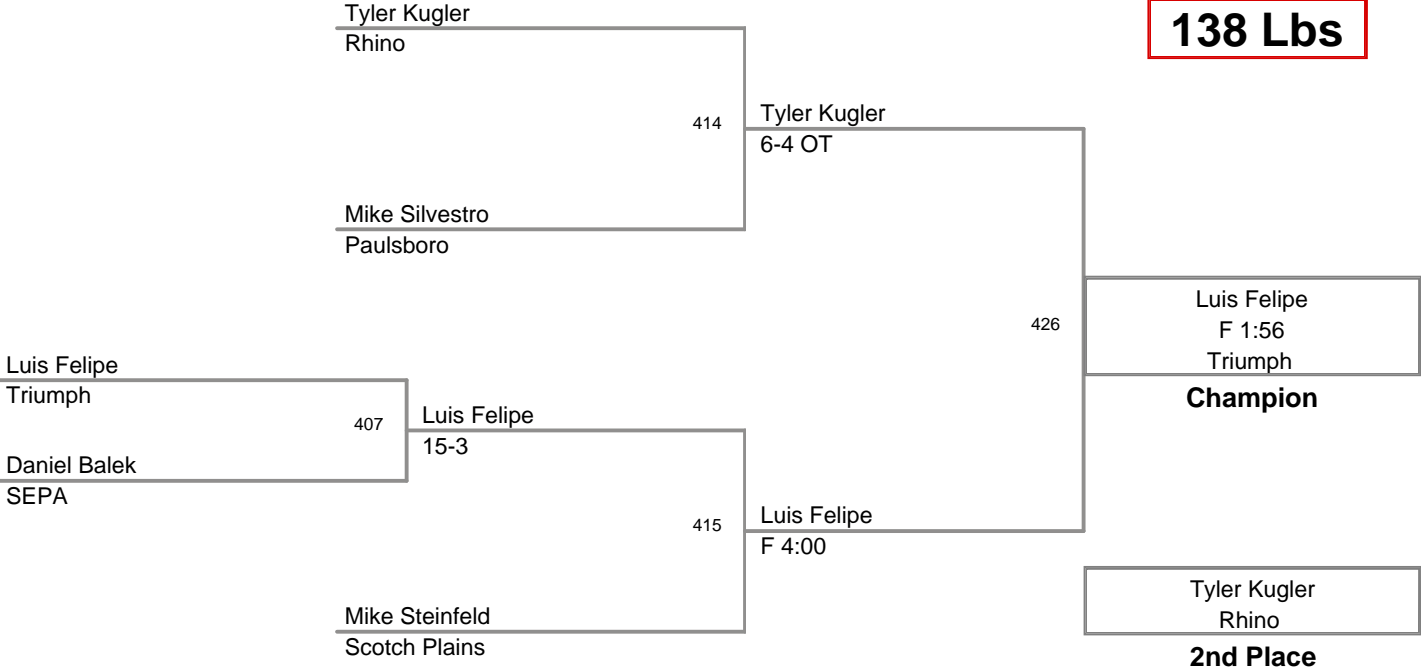 138 Lbs
Tyler Kugler
Rhino
414
Tyler Kugler
6-4 OT
Mike Silvestro
Paulsboro
426
Luis Felipe
F 1:56
Triumph
Champion
Luis Felipe
Triumph
407
Luis Felipe
15-3
Daniel Balek
SEPA
415
Luis Felipe
F 4:00
Mike Steinfeld
Scotch Plains
Tyler Kugler
Rhino
2nd Place